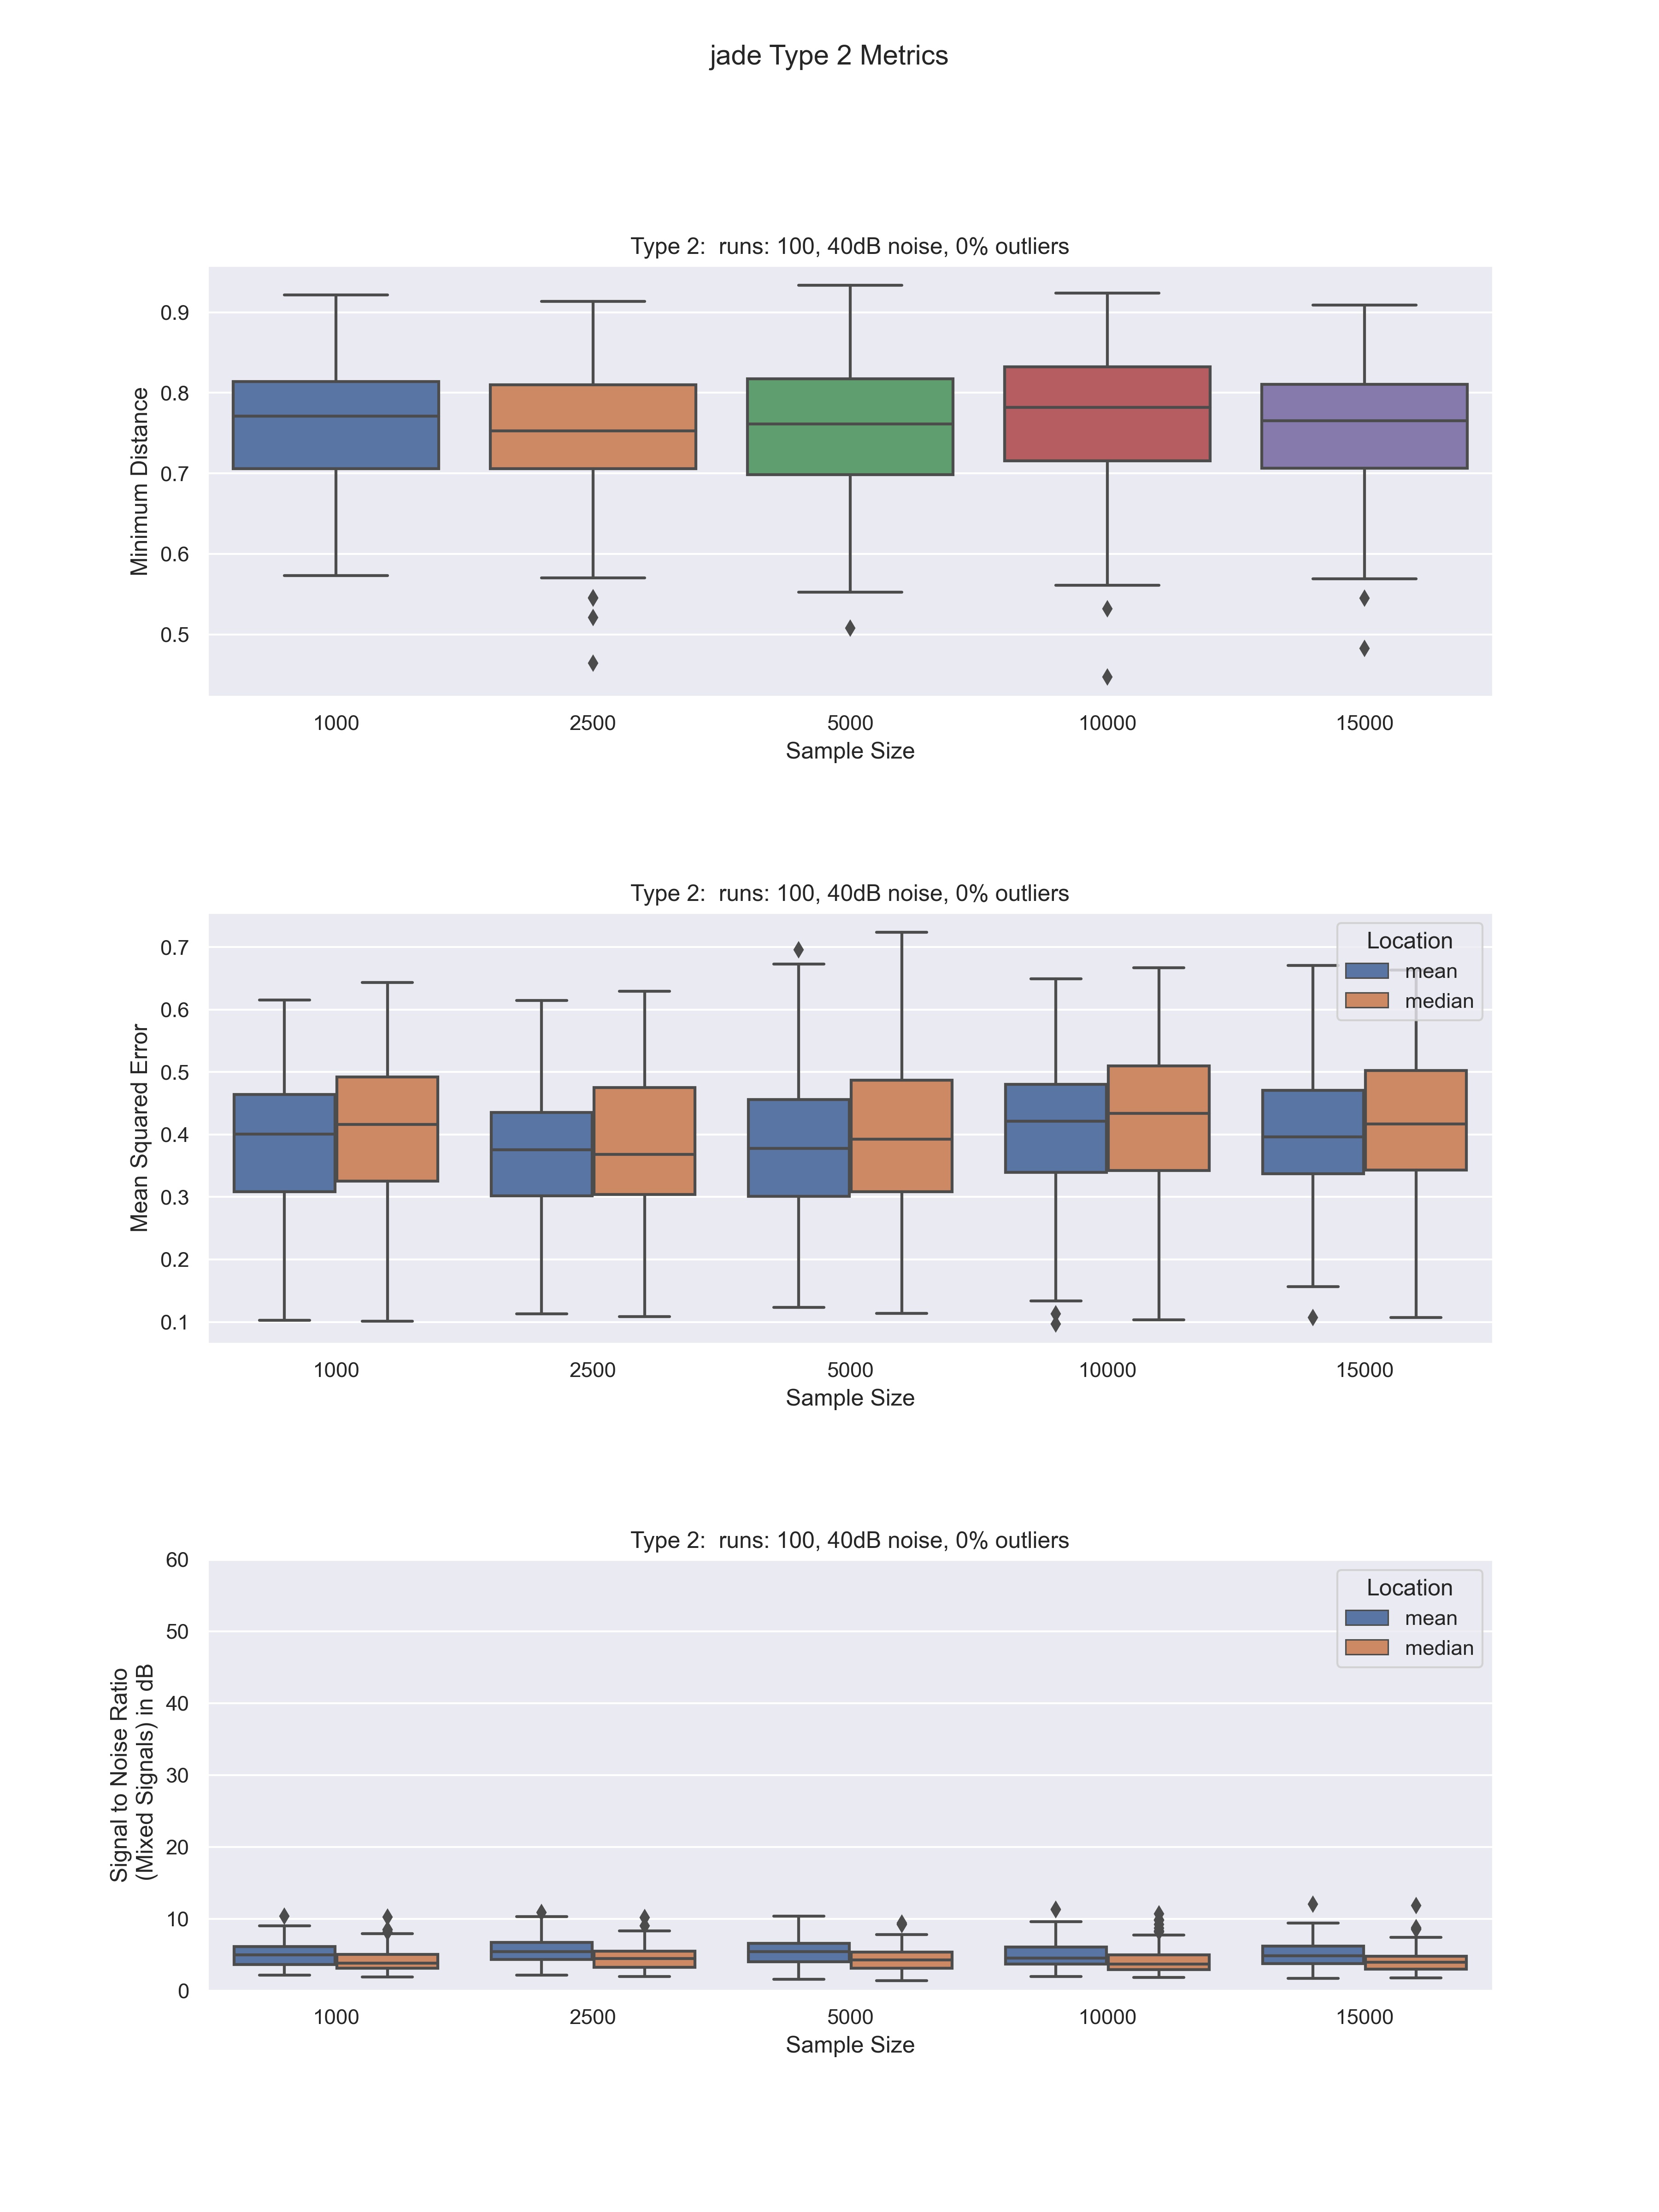 jade Type 2 Metrics
Type 2:  runs: 100, 40dB noise, 0% outliers
Minimum Distance
0.9
0.8
0.7
0.6
0.5
1000 2500 5000 10000 15000
Sample Size
Type 2:  runs: 100, 40dB noise, 0% outliers
Mean Squared Error
0.7
0.6
0.5
0.4
0.3
0.2
0.1
Location
mean
median
1000 2500 5000 10000 15000
Sample Size
Type 2:  runs: 100, 40dB noise, 0% outliers
Signal to Noise Ratio
(Mixed Signals) in dB
60
50
40
30
20
10
0
Location
mean
median
1000 2500 5000 10000 15000
Sample Size